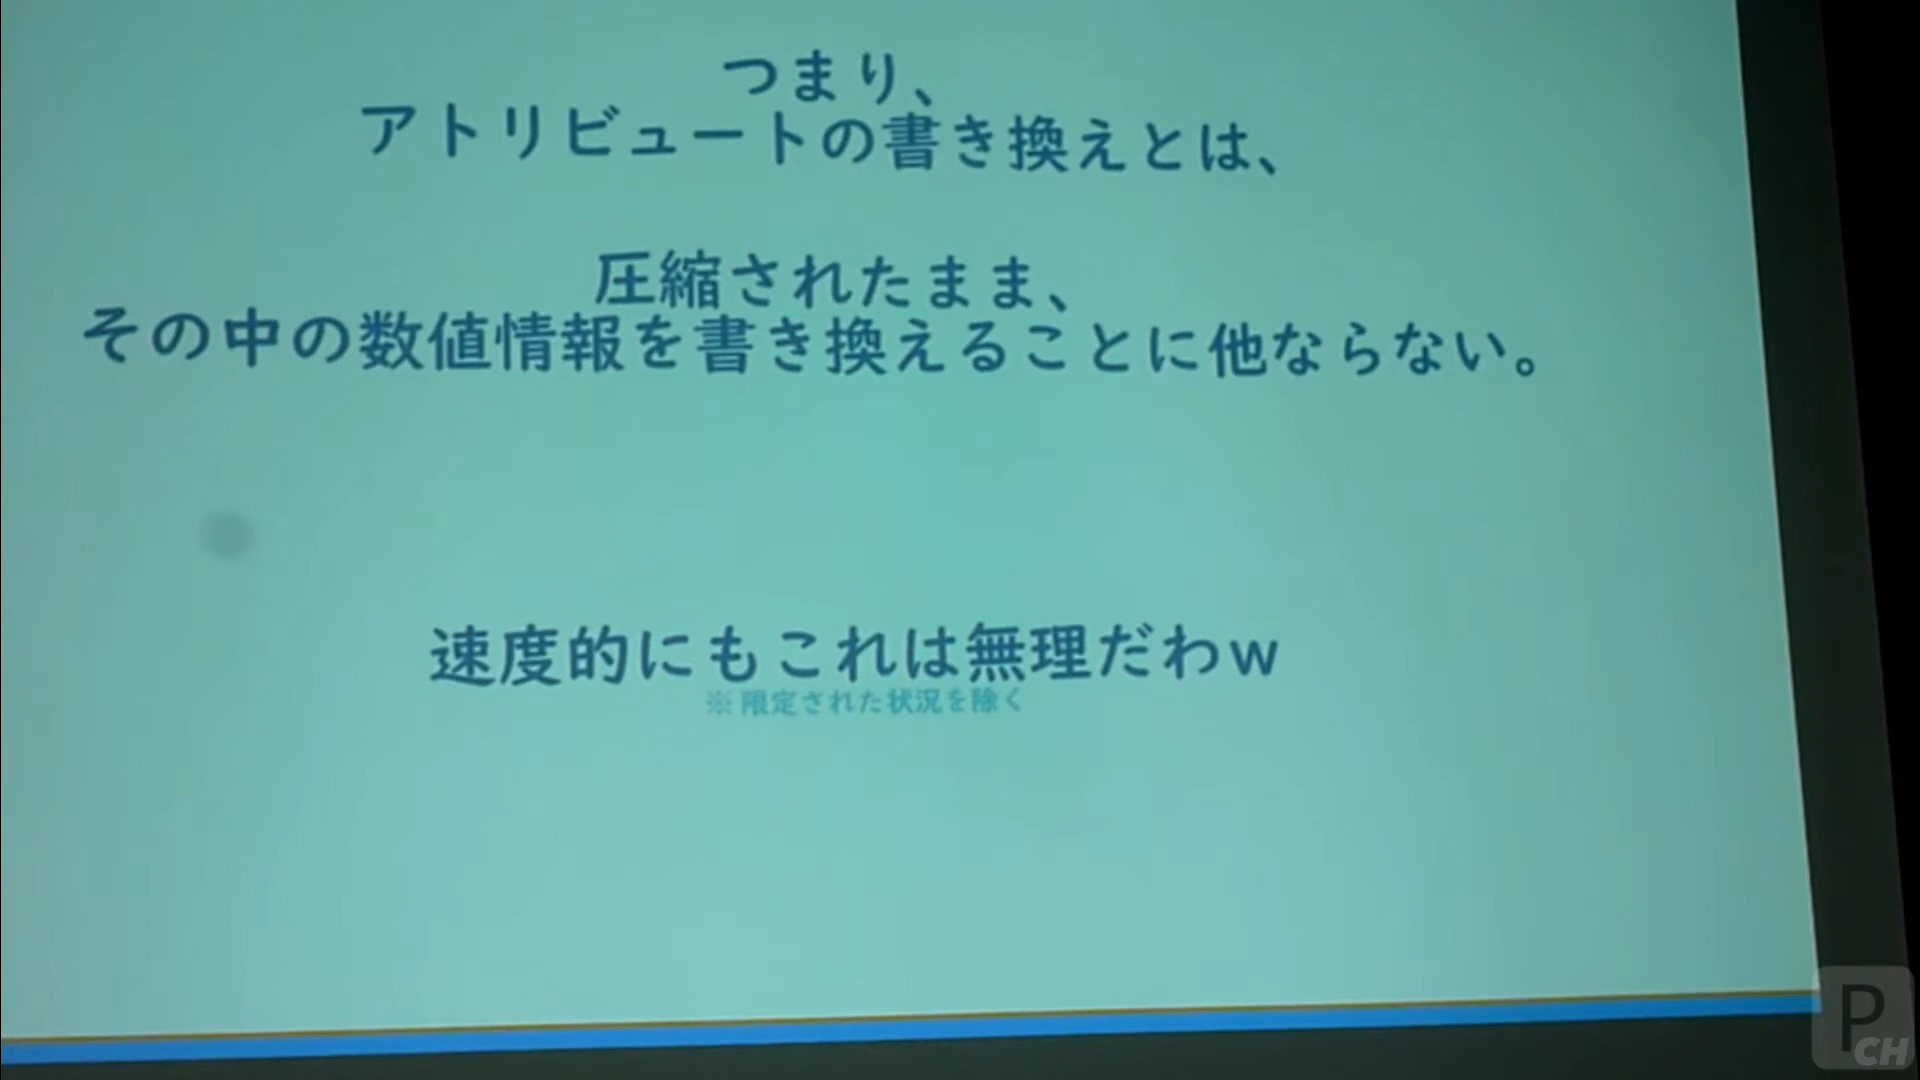 つまり、
アトリビュートの書き換えとは、
圧縮されたまま、
その中の数値情報を書き換えることに他ならない。
速度的にもこれは無理だわｗ
※限定された状況を除く
P
CH